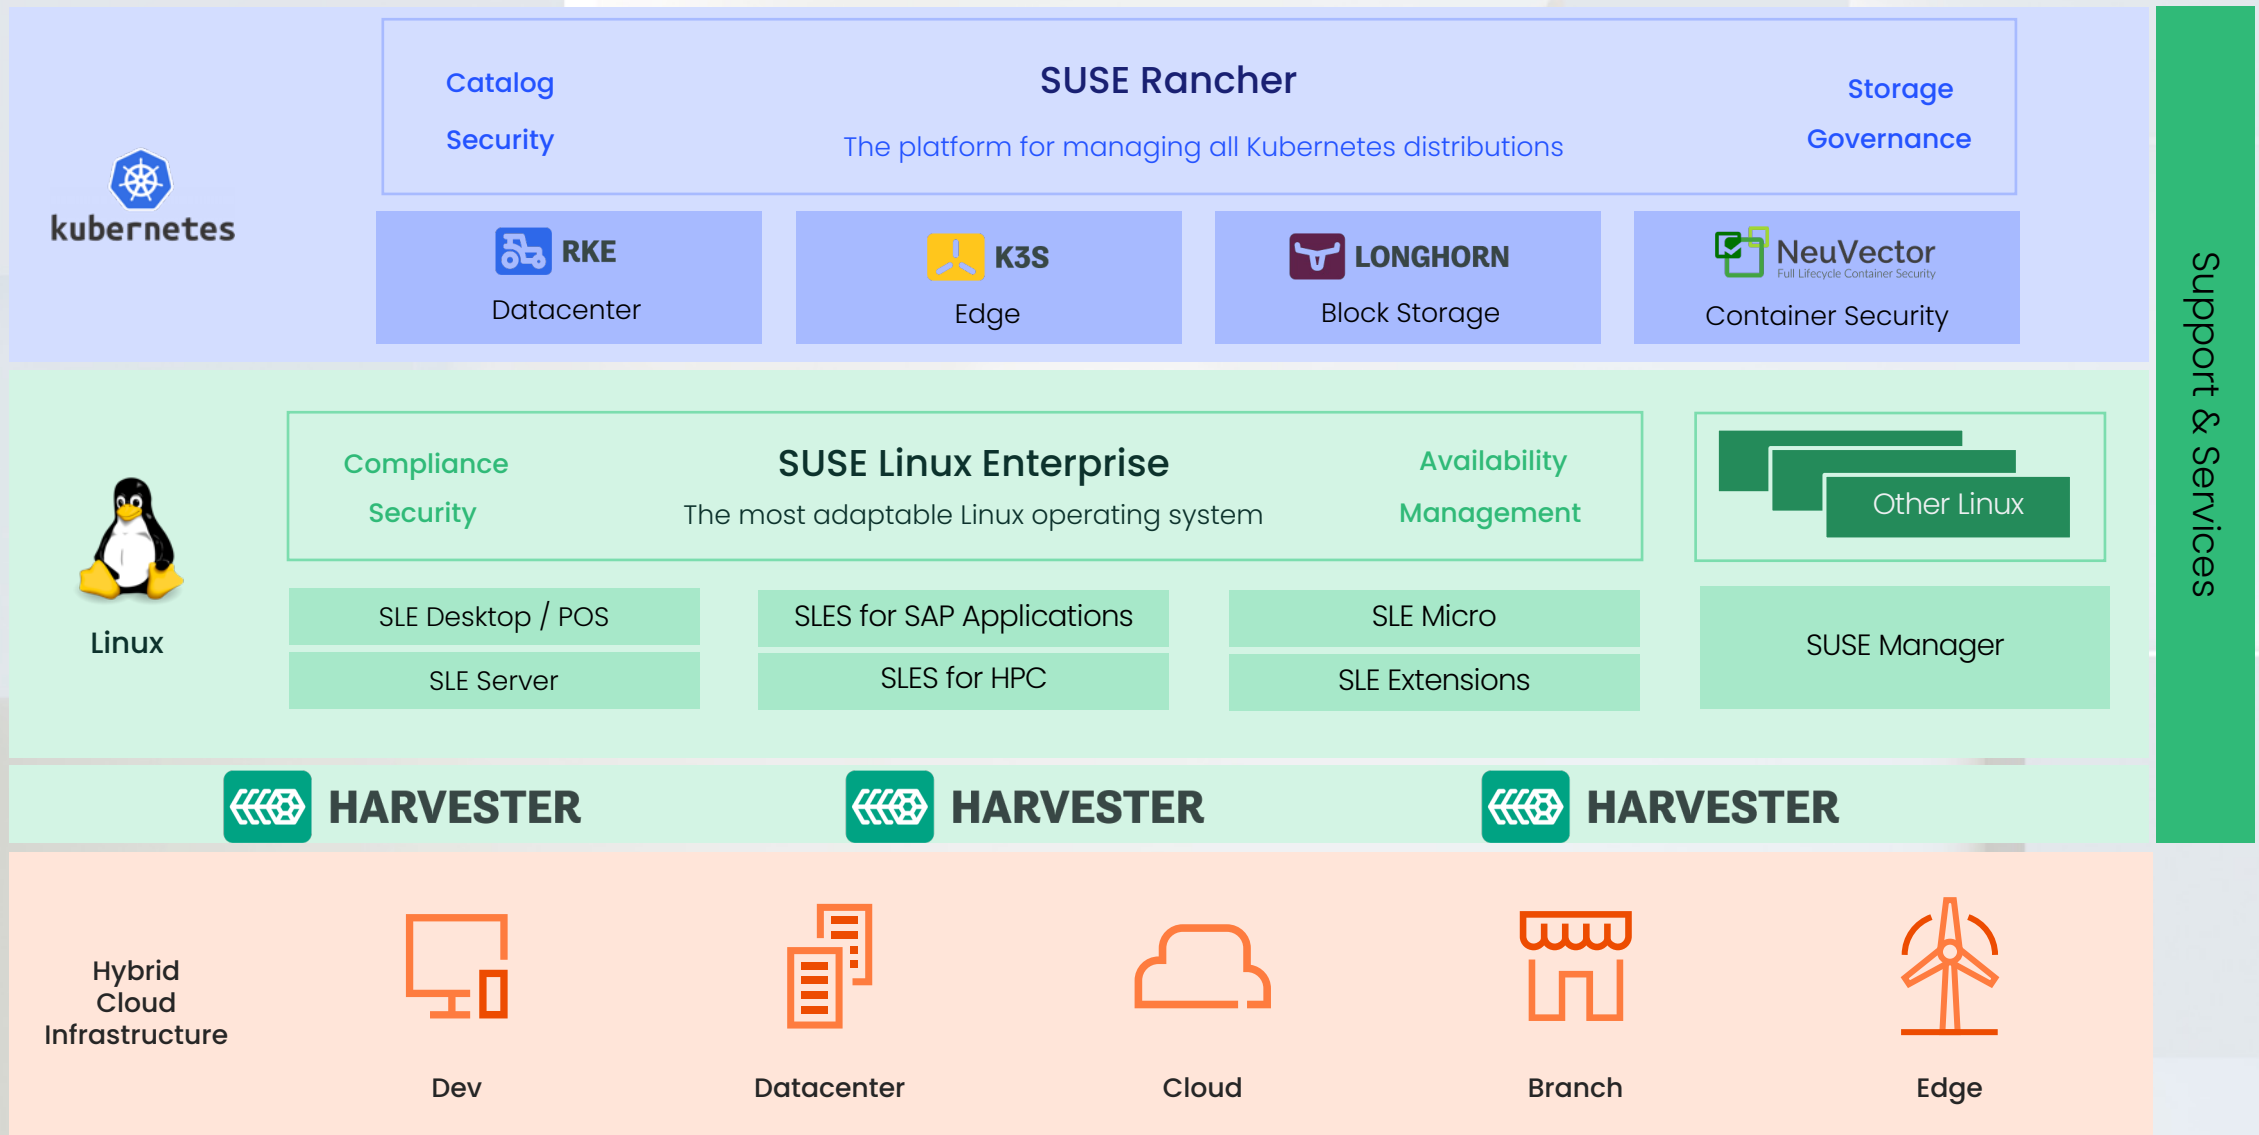 Catalog
Security
SUSE Rancher
The platform for managing all Kubernetes distributions
Storage
Governance
kubernetes
RKE
Datacenter
K3S
Edge
LONGHORN
Block Storage
NeuVector
Full Lifecycle Container Security
Container Security
Support & Services
Compliance
Security
SUSE Linux Enterprise
The most adaptable Linux operating system
Availability
Management
Other Linux
Linux
SLE Desktop / POS
SLE Server
SLES for SAP Applications
SLES for HPC
SLE Micro
SLE Extensions
SUSE Manager
HARVESTER
HARVESTER
HARVESTER
Hybrid
Cloud
Infrastructure
Dev
Datacenter
Cloud
Branch
Edge